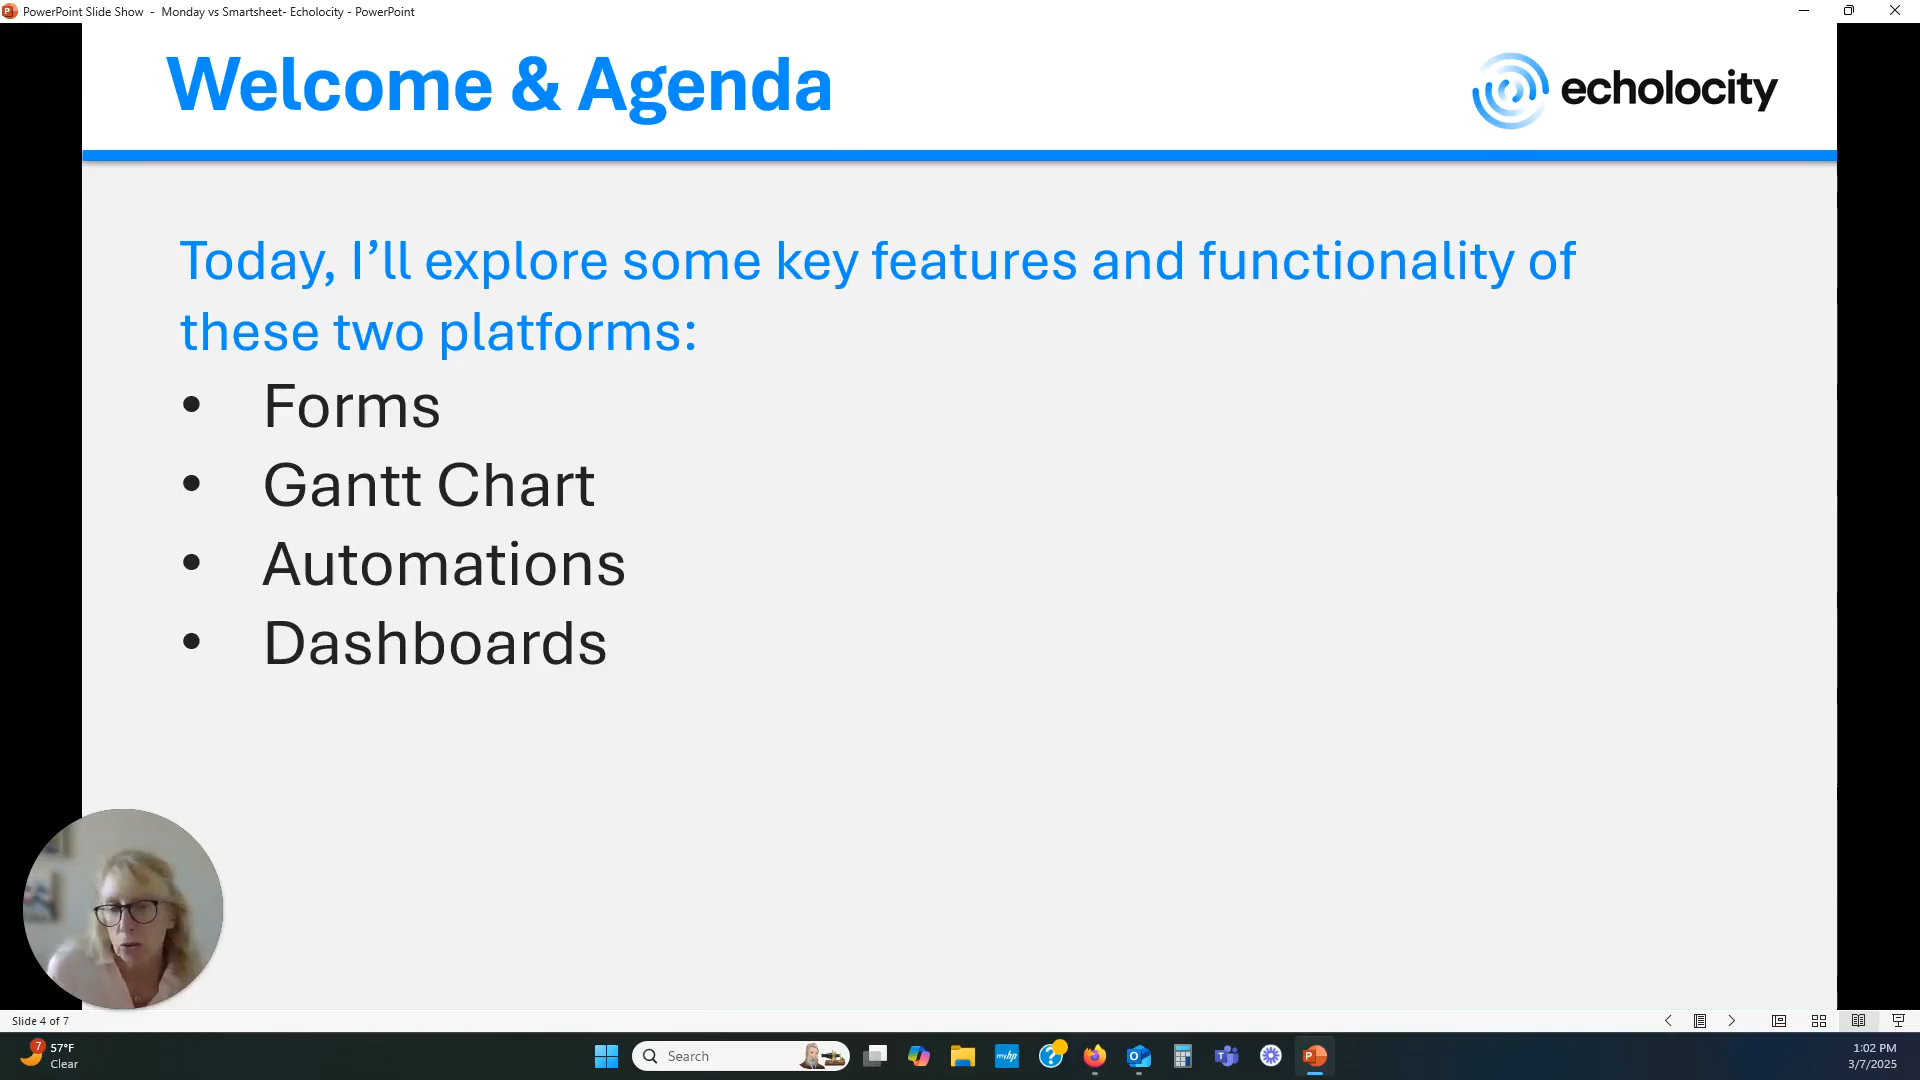 PowerPoint Slide Show - Monday vs Smartsheet- Echolocity - PowerPoint
Welcome & Agenda
echolocity
Today, I’ll explore some key features and functionality of
these two platforms:
• Forms
• Gantt Chart
• Automations
• Dashboards
Slide 4 of 7
7
57°F
Clear
Search
myhp
1:02 PM
3/7/2025